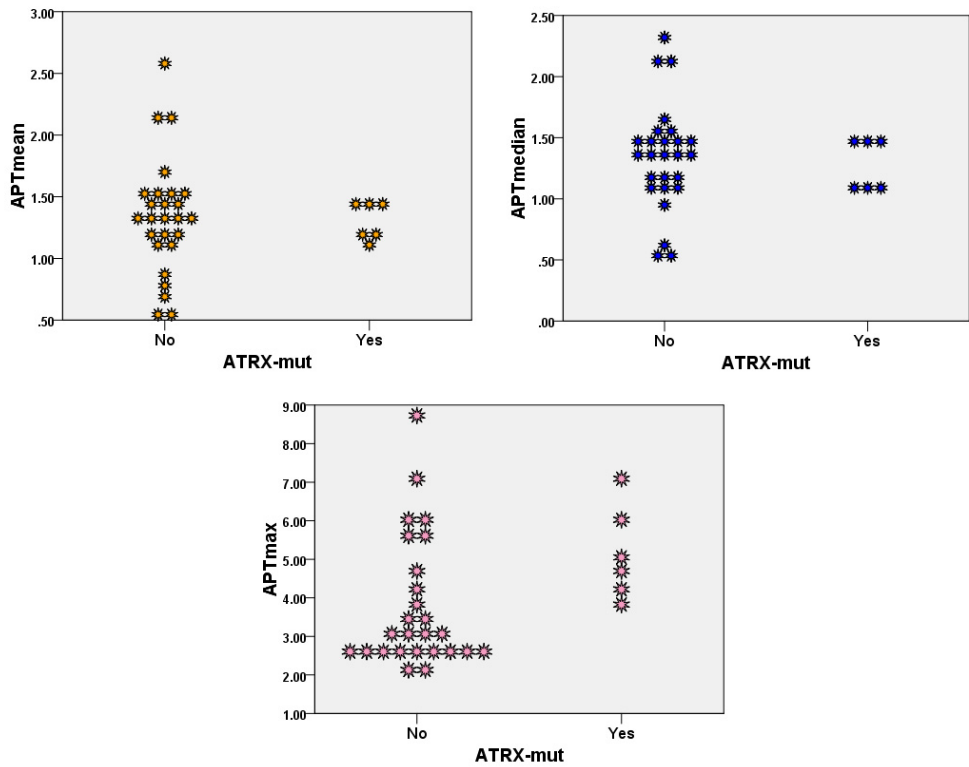 3.00
2.50
2.00
1.50
1.00
.50
APTmean
No
Yes
ATRX-mut
2.50
2.00
1.50
1.00
.50
.00
APTmedian
No
Yes
ATRX-mut
9.00
8.00
7.00
6.00
5.00
4.00
3.00
2.00
1.00
APTmax
No
Yes
ATRX-mut